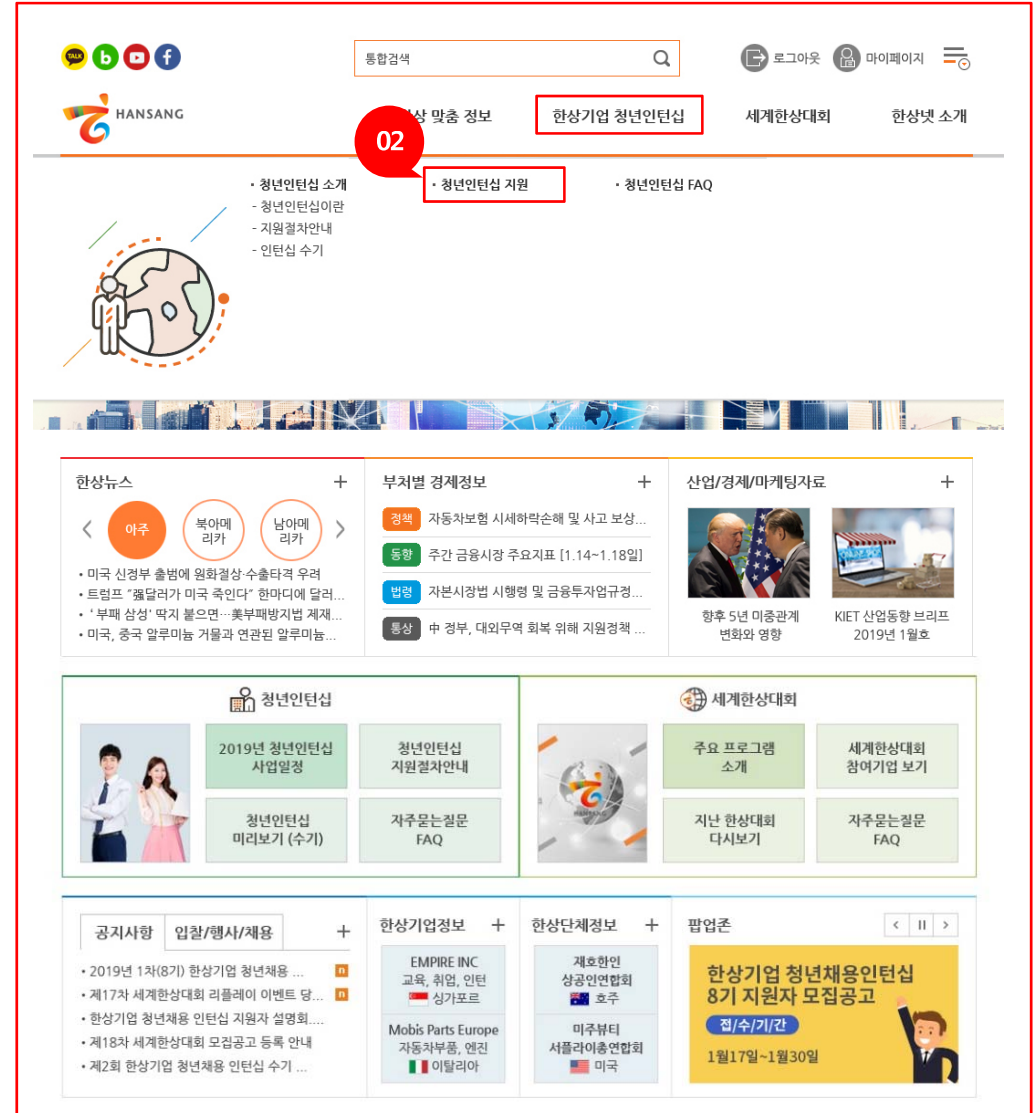 TALK
통합검색
로그아웃
마이페이지
HANSANG
상 맞춤 정보
한상기업 청년인턴십
세계한상대회
한상넷 소개
02
· 청년인턴십 소개
- 청년인턴십이란
- 지원절차안내
- 인턴십 수기
· 청년인턴십 지원
· 청년인턴십 FAQ
한상뉴스 +
아주
북아메
리카
남아메
리카
• 미국 신정부 출범에 원화절상·수출타격 우려
• 트럼프 "强달러가 미국 죽인다" 한마디에 달러...
• '부패 삼성' 딱지 붙으면…美부패방지법 제재...
• 미국, 중국 알루미늄 거물과 연관된 알루미늄...
부처별 경제정보 +
정책 자동차보험 시세하락손해 및 사고 보상...
동향 주간 금융시장 주요지표 [1.14~1.18일]
법령 자본시장법 시행령 및 금융투자업규정...
통상 中 정부, 대외무역 회복 위해 지원정책 ...
산업/경제/마케팅자료 +
향후 5년 미중관계
변화와 영향
KIET 산업동향 브리프
2019년 1월호
청년인턴십
2019년 청년인턴십
사업일정
청년인턴십
지원절차안내
청년인턴십
미리보기 (수기)
자주묻는질문
FAQ
세계한상대회
HANSANG
주요 프로그램
소개
세계한상대회
참여기업 보기
지난 한상대회
다시보기
자주묻는질문
FAQ
공지사항
입찰/행사/채용 +
• 2019년 1차(8기) 한상기업 청년채용 ... n
• 제17차 세계한상대회 리플레이 이벤트 당... n
• 한상기업 청년채용 인턴십 지원자 설명회....
• 제18차 세계한상대회 모집공고 등록 안내
• 제2회 한상기업 청년채용 인턴십 수기 ...
한상기업정보 +
EMPIRE INC
교육, 취업, 인턴
싱가포르
Mobis Parts Europe
자동차부품, 엔진
이탈리아
한상단체정보 +
재호한인
상공인연합회
호주
미주뷰티
서플라이총연합회
미국
팝업존
한상기업 청년채용인턴십
8기 지원자 모집공고
접/수/기/간
1월17일~1월30일